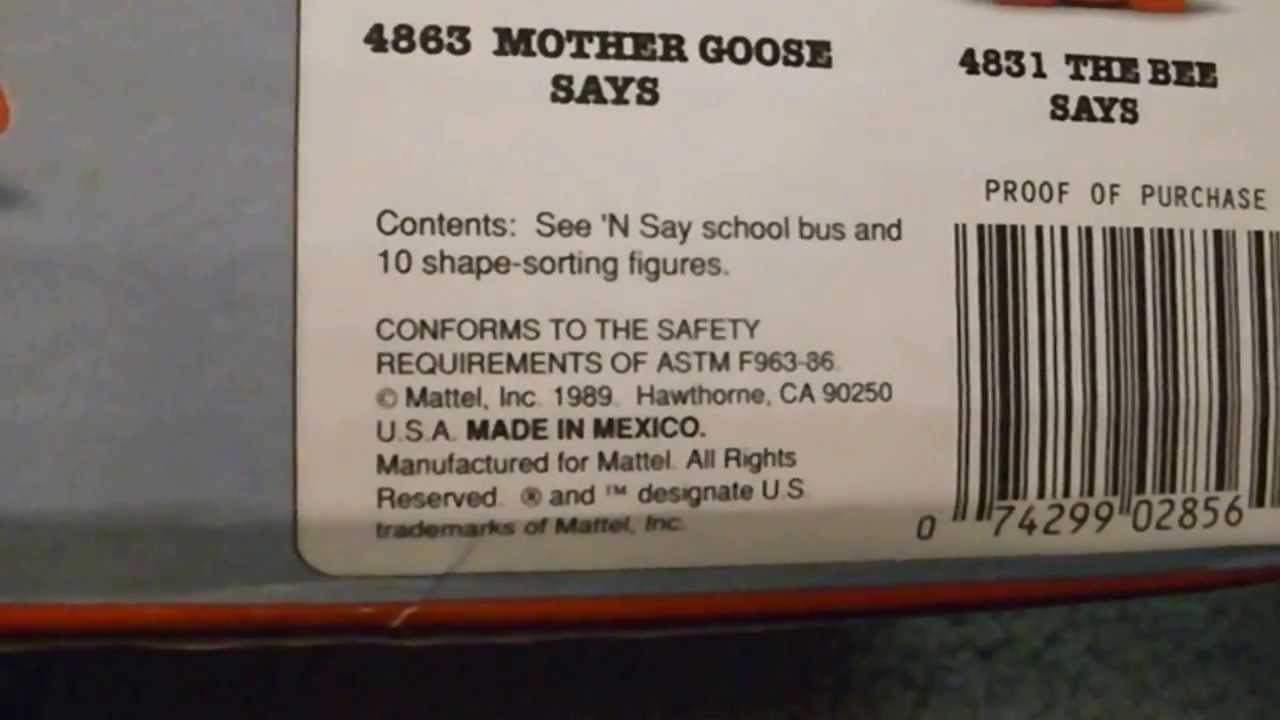 4863 MOTHER GOOSE
SAYS
4831 THE BEE
SAYS
PROOF OF PURCHASE
Contents: See 'N Say school bus and
10 shape-sorting figures.
CONFORMS TO THE SAFETY
REQUIREMENTS OF ASTM F963-86.
© Mattel, Inc. 1989. Hawthorne, CA 90250
U.S.A. MADE IN MEXICO.
Manufactured for Mattel. All Rights
Reserved. ® and ™ designate U.S.
trademarks of Mattel, Inc.
0 74299 02856